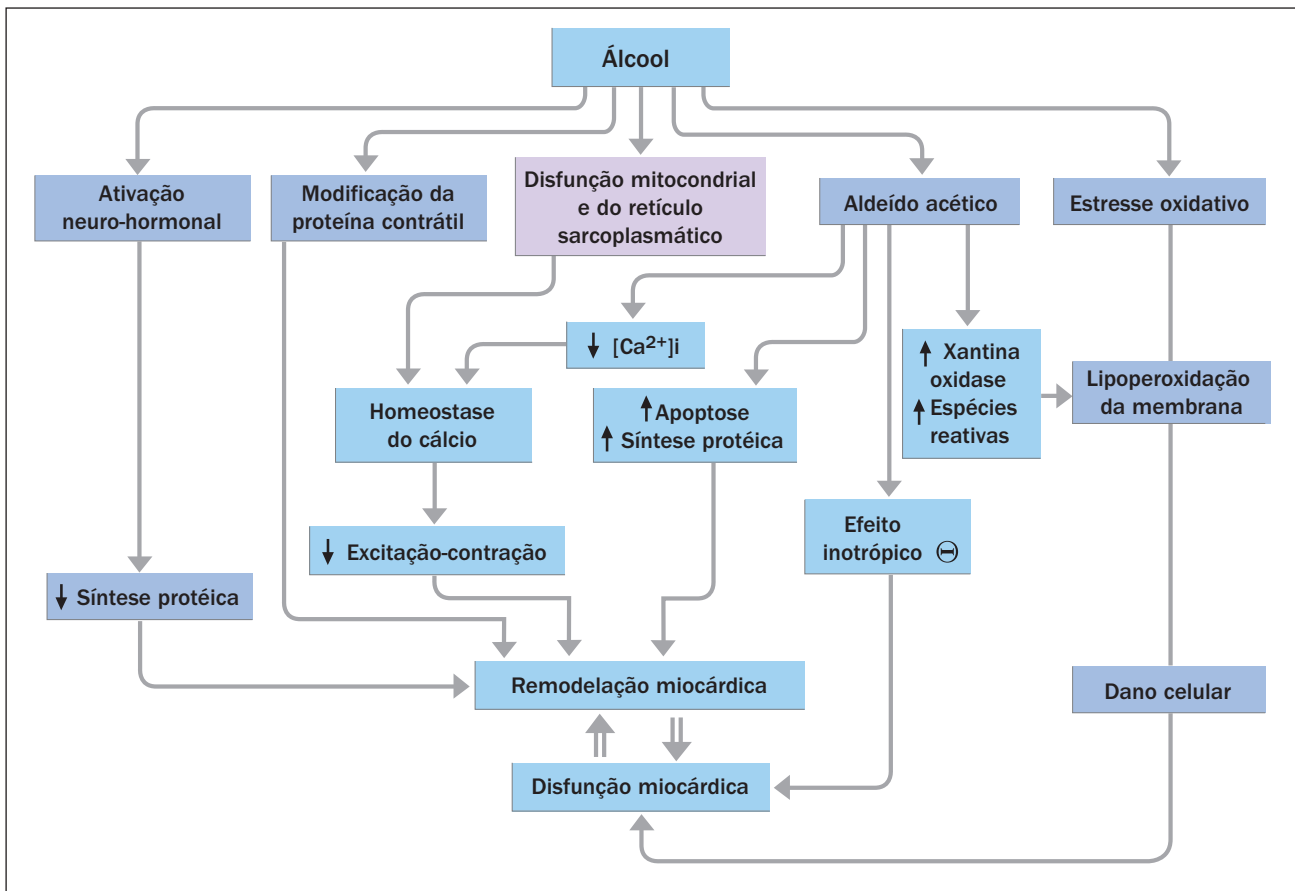 Álcool
Ativação
neuro-hormonal
Modificação da
proteína contrátil
Disfunção mitocondrial
e do retículo
sarcoplasmático
Aldeído acético
Estresse oxidativo
↓ [Ca²⁺]i
↑ Xantina
oxidase
↑ Espécies
reativas
Lipoperoxidação
da membrana
Homeostase
do cálcio
↑ Apoptose
↑ Síntese protéica
Efeito
inotrópico ⊖
↓ Excitação-contração
↓ Síntese protéica
Remodelação miocárdica
Dano celular
Disfunção miocárdica